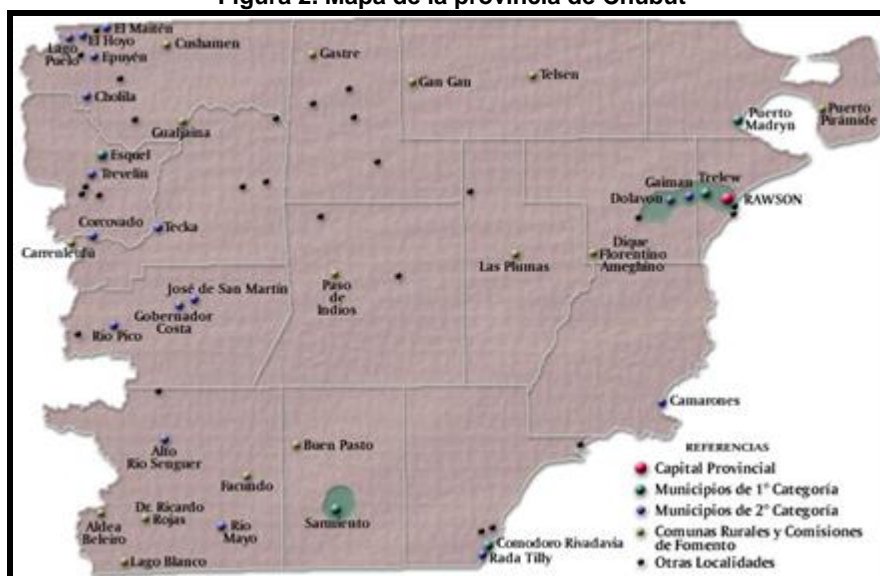 Figura 2. Mapa de la provincia de Chubut
El Maitén
El Hoyo
Lago
Puelo
Epuyén
Cushamen
Cholila
Gastre
Gan Gan
Telsen
Puerto
Madryn
Puerto
Pirámide
Gualjaina
Esquel
Trevelin
Gaiman
Trelew
Dolavon
RAWSON
Corcovado
Tecka
Carrenleufú
Las Plumas
Dique
Florentino
Ameghino
José de San Martín
Gobernador
Costa
Paso
de
Indios
Río Pico
Camarones
Alto
Río Senguer
Buen Pasto
Facundo
Dr. Ricardo
Rojas
Aldea
Beleiro
Río
Mayo
Sarmiento
Lago Blanco
Comodoro Rivadavia
Rada Tilly
REFERENCIAS
Capital Provincial
Municipios de 1° Categoría
Municipios de 2° Categoría
Comunas Rurales y Comisiones
de Fomento
Otras Localidades